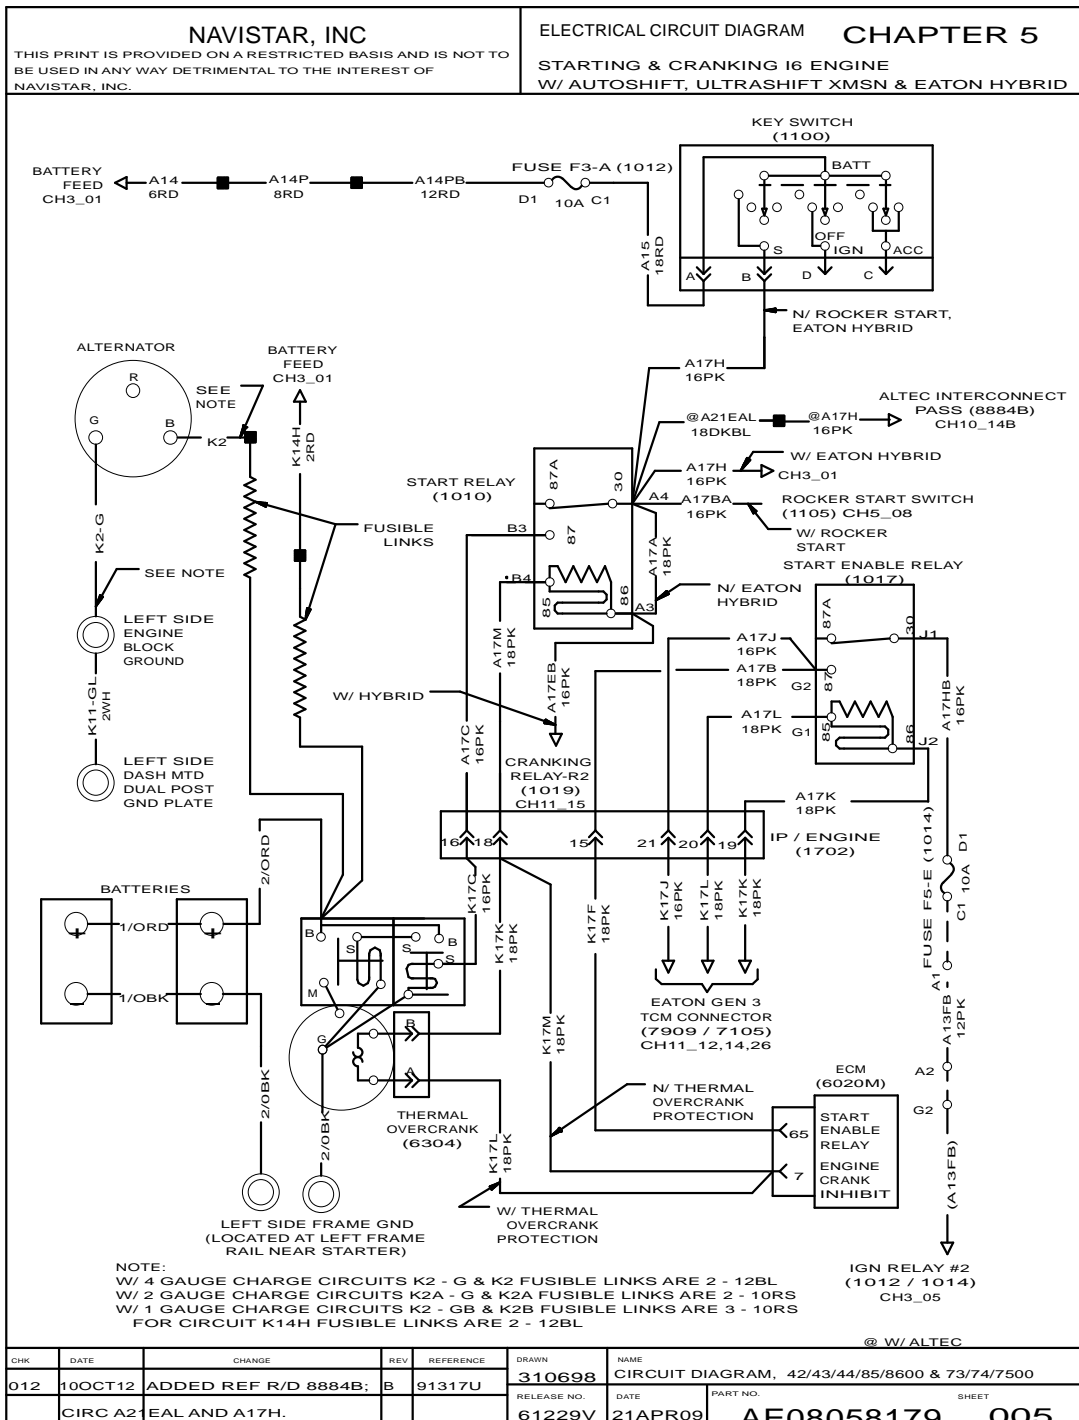 NAVISTAR, INC
THIS PRINT IS PROVIDED ON A RESTRICTED BASIS AND IS NOT TO
BE USED IN ANY WAY DETRIMENTAL TO THE INTEREST OF
NAVISTAR, INC.
ELECTRICAL CIRCUIT DIAGRAM CHAPTER 5
STARTING & CRANKING I6 ENGINE
W/ AUTOSHIFT, ULTRASHIFT XMSN & EATON HYBRID
KEY SWITCH
(1100)
BATT
OFF
S IGN ACC
A B D C
BATTERY
FEED
CH3_01
A14
6RD
A14P
8RD
A14PB
12RD
FUSE F3-A (1012)
D1 10A C1
A15
18RD
N/ ROCKER START,
EATON HYBRID
ALTERNATOR
R
G B
K2
SEE
NOTE
BATTERY
FEED
CH3_01
K14H
2RD
A17H
16PK
@A21EAL
18DKBL
@A17H
16PK
ALTEC INTERCONNECT
PASS (8884B)
CH10_14B
W/ EATON HYBRID
A17H
16PK
CH3_01
START RELAY
(1010)
87A
30
A4
A17BA
16PK
ROCKER START SWITCH
(1105) CH5_08
W/ ROCKER
START
B3
87
B4
85
86
A3
A17A
18PK
N/ EATON
HYBRID
FUSIBLE
LINKS
K2-G
SEE NOTE
LEFT SIDE
ENGINE
BLOCK
GROUND
K11-GL
2WH
LEFT SIDE
DASH MTD
DUAL POST
GND PLATE
START ENABLE RELAY
(1017)
87A
30
J1
A17J
16PK
A17B
18PK
G2
87
A17L
18PK
G1
85
86
J2
A17HB
16PK
A17K
18PK
A17M
18PK
A17C
16PK
A17EB
16PK
W/ HYBRID
CRANKING
RELAY-R2
(1019)
CH11_15
16 18 15 21 20 19
IP / ENGINE
(1702)
FUSE F5-E (1014)
C1 10A D1
K17C
16PK
K17K
18PK
K17F
18PK
K17J
16PK
K17L
18PK
K17K
18PK
EATON GEN 3
TCM CONNECTOR
(7909 / 7105)
CH11_12,14,26
A1
A13FB
12PK
A2
G2
(A13FB)
BATTERIES
1/ORD
1/OBK
2/ORD
2/0BK
2/0BK
B S S B
S
M
G
B
A
THERMAL
OVERCRANK
(6304)
K17M
18PK
K17L
18PK
N/ THERMAL
OVERCRANK
PROTECTION
W/ THERMAL
OVERCRANK
PROTECTION
ECM
(6020M)
65
START
ENABLE
RELAY
7
ENGINE
CRANK
INHIBIT
IGN RELAY #2
(1012 / 1014)
CH3_05
LEFT SIDE FRAME GND
(LOCATED AT LEFT FRAME
RAIL NEAR STARTER)
NOTE:
W/ 4 GAUGE CHARGE CIRCUITS K2 - G & K2 FUSIBLE LINKS ARE 2 - 12BL
W/ 2 GAUGE CHARGE CIRCUITS K2A - G & K2A FUSIBLE LINKS ARE 2 - 10RS
W/ 1 GAUGE CHARGE CIRCUITS K2 - GB & K2B FUSIBLE LINKS ARE 3 - 10RS
FOR CIRCUIT K14H FUSIBLE LINKS ARE 2 - 12BL
@ W/ ALTEC
CHK DATE CHANGE REV REFERENCE
012 10OCT12 ADDED REF R/D 8884B; B 91317U
CIRC A21EAL AND A17H.
DRAWN
310698
NAME
CIRCUIT DIAGRAM, 42/43/44/85/8600 & 73/74/7500
RELEASE NO. DATE PART NO. SHEET
61229V 21APR09 AE08058179 005